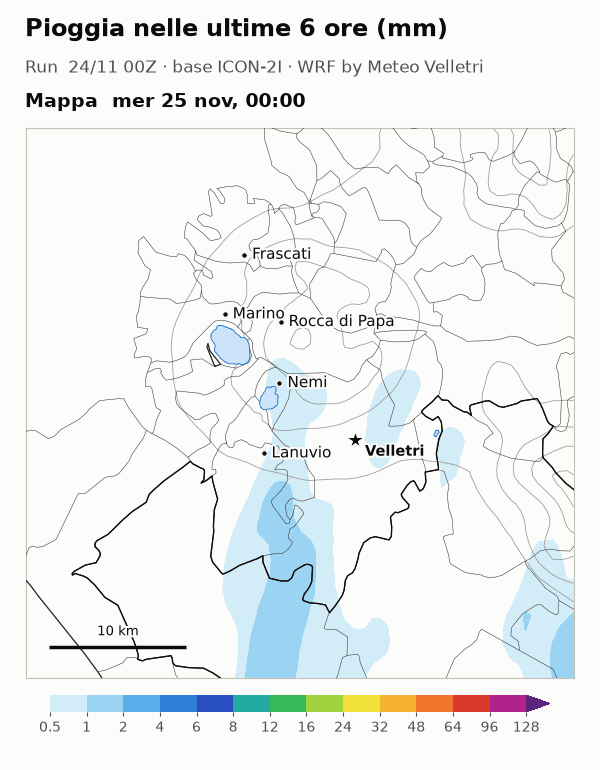 Pioggia nelle ultime 6 ore (mm)
Run  24/11 00Z · base ICON-2I · WRF by Meteo Velletri
Mappa  mer 25 nov, 00:00
Frascati
Marino
Rocca di Papa
Nemi
Velletri
Lanuvio
10 km
0.5 1 2 4 6 8 12 16 24 32 48 64 96 128